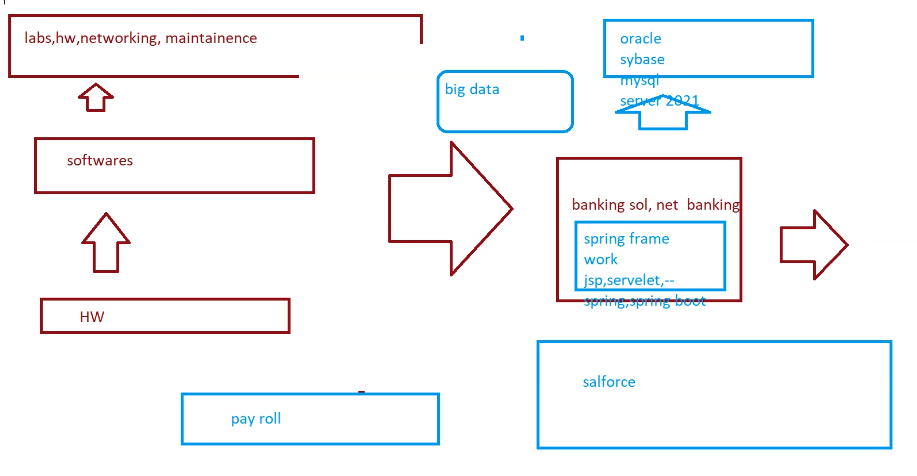 labs,hw,networking, maintainence
oracle
sybase
mysql
server 2021
big data
softwares
banking sol, net  banking
spring frame
work
jsp,servelet,--
spring,spring boot
HW
salforce
pay roll